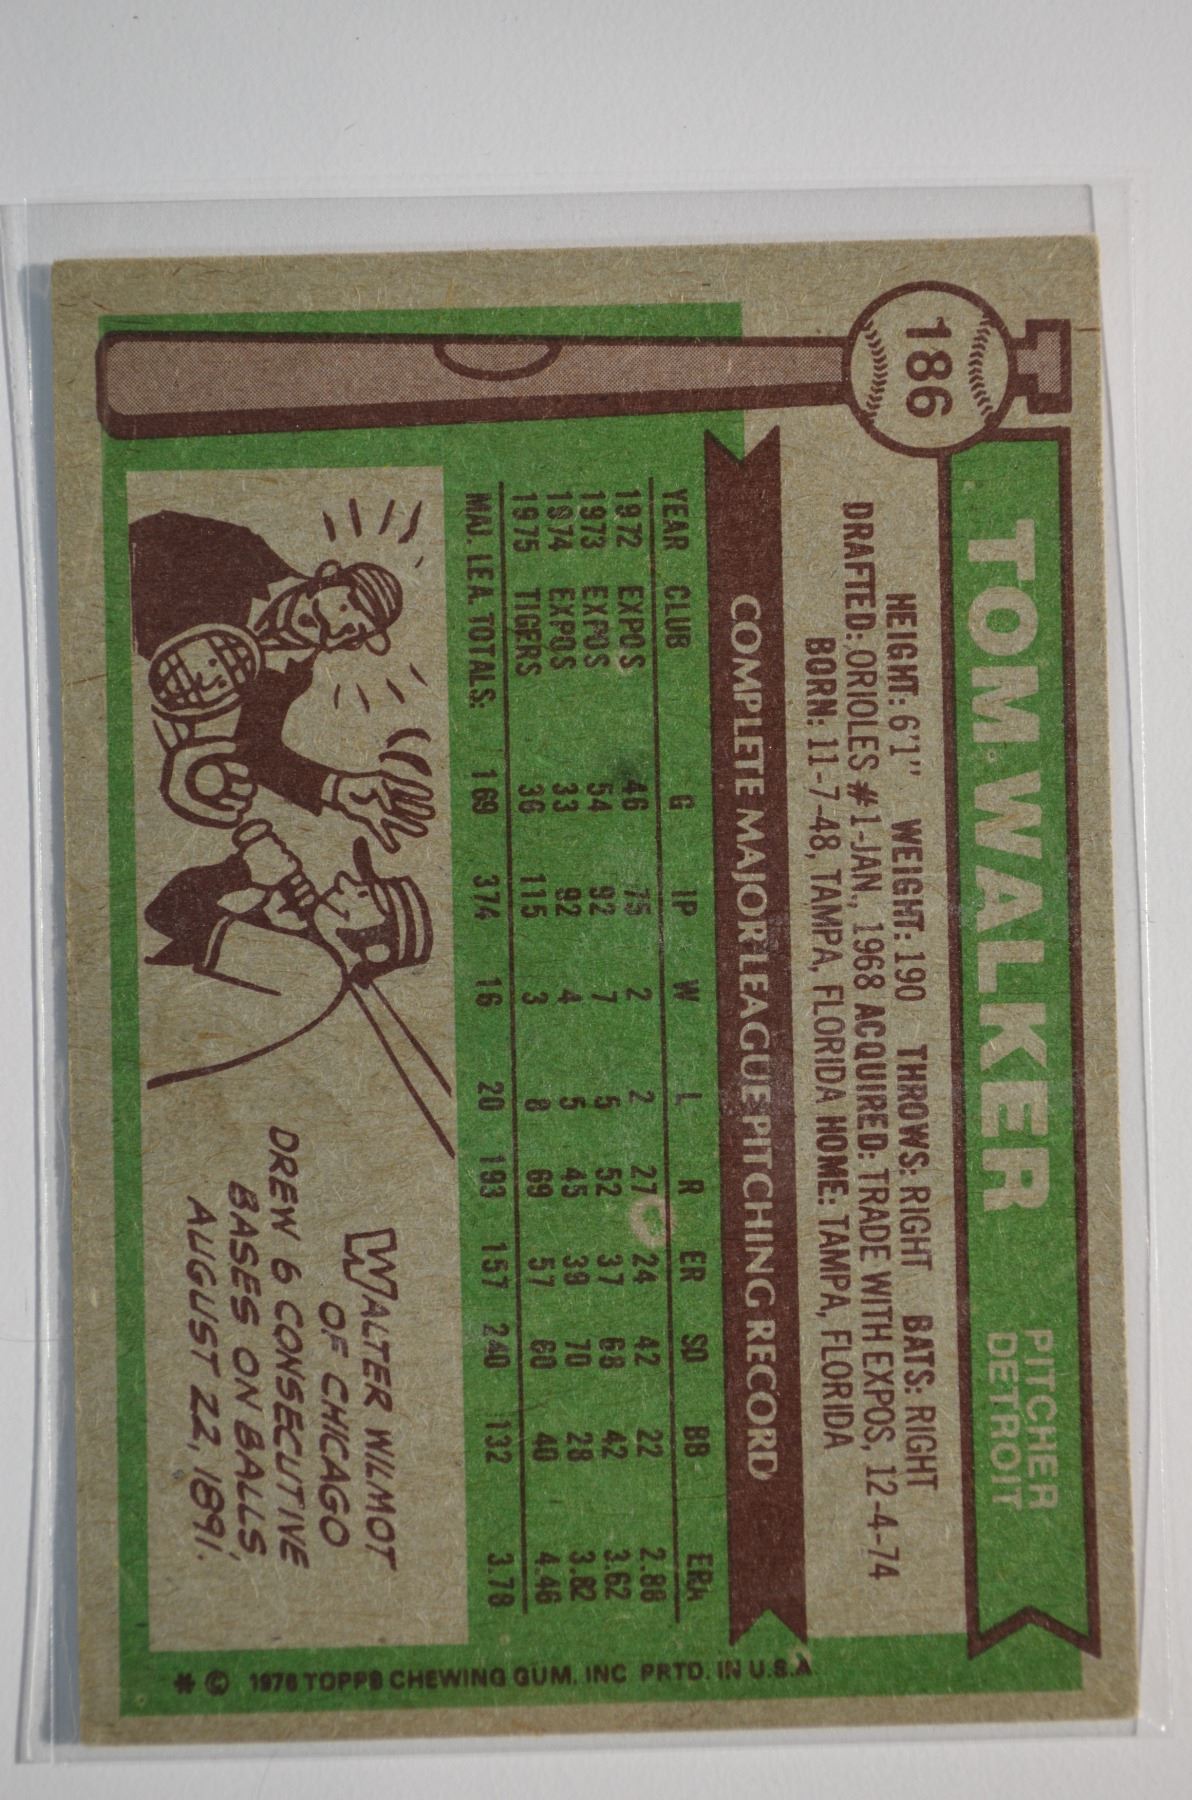 186
TOM WALKER
PITCHER
DETROIT
HEIGHT: 6'1" WEIGHT: 190 THROWS: RIGHT BATS: RIGHT
DRAFTED: ORIOLES #1-JAN., 1968 ACQUIRED: TRADE WITH EXPOS, 12-4-74
BORN: 11-7-48, TAMPA, FLORIDA HOME: TAMPA, FLORIDA
COMPLETE MAJOR LEAGUE PITCHING RECORD
YEAR CLUB G IP W L R ER SO BB ERA
1972 EXPOS 46 75 2 2 27 24 42 22 2.88
1973 EXPOS 54 92 7 5 52 37 68 42 3.62
1974 EXPOS 33 92 4 5 45 39 70 28 3.82
1975 TIGERS 36 115 3 8 69 57 60 40 4.46
MAJ. LEA. TOTALS: 169 374 16 20 193 157 240 132 3.78
WALTER WILMOT
OF CHICAGO
DREW 6 CONSECUTIVE
BASES ON BALLS,
AUGUST 22, 1891.
* © 1976 TOPPS CHEWING GUM, INC PRTD. IN U.S.A